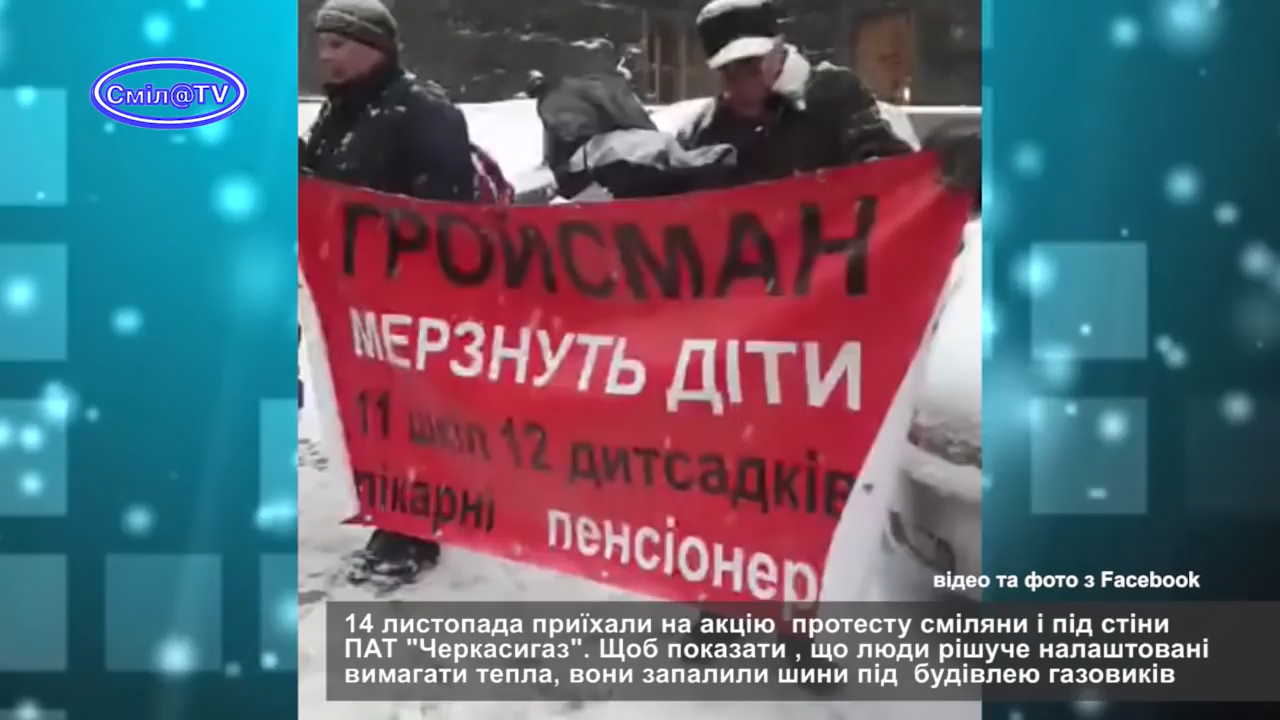 Сміл@TV
ГРОЙСМАН
МЕРЗНУТЬ ДІТИ
11 шкіл 12 дитсадків
лікарні пенсіонер
відео та фото з Facebook
14 листопада приїхали на акцію протесту сміляни і під стіни
ПАТ "Черкасигаз". Щоб показати , що люди рішуче налаштовані
вимагати тепла, вони запалили шини під будівлею газовиків